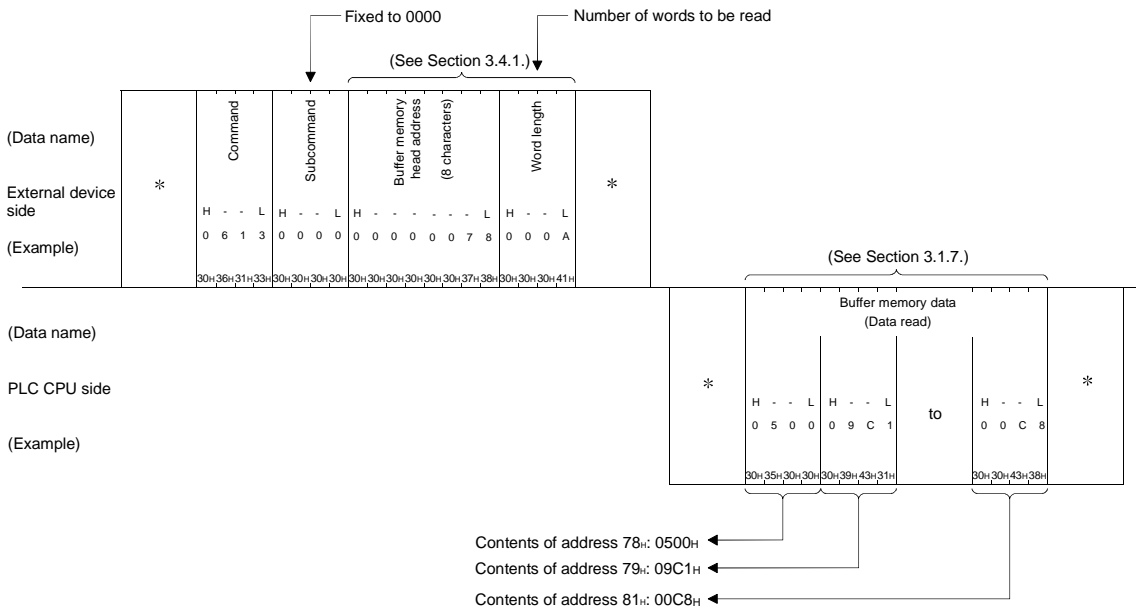 Fixed to 0000
Number of words to be read
(See Section 3.4.1.)
(Data name)
External device
side
(Example)
*
Command
H - - L
0 6 1 3
30H 36H 31H 33H
Subcommand
H - - L
0 0 0 0
30H 30H 30H 30H
Buffer memory
head address
(8 characters)
H - - - - - - L
0 0 0 0 0 0 7 8
30H 30H 30H 30H 30H 30H 37H 38H
Word length
H - - L
0 0 0 A
30H 30H 30H 41H
*
(See Section 3.1.7.)
(Data name)
PLC CPU side
(Example)
*
Buffer memory data
(Data read)
H - - L
0 5 0 0
30H 35H 30H 30H
H - - L
0 9 C 1
30H 39H 43H 31H
to
H - - L
0 0 C 8
30H 30H 43H 38H
*
Contents of address 78H: 0500H
Contents of address 79H: 09C1H
Contents of address 81H: 00C8H